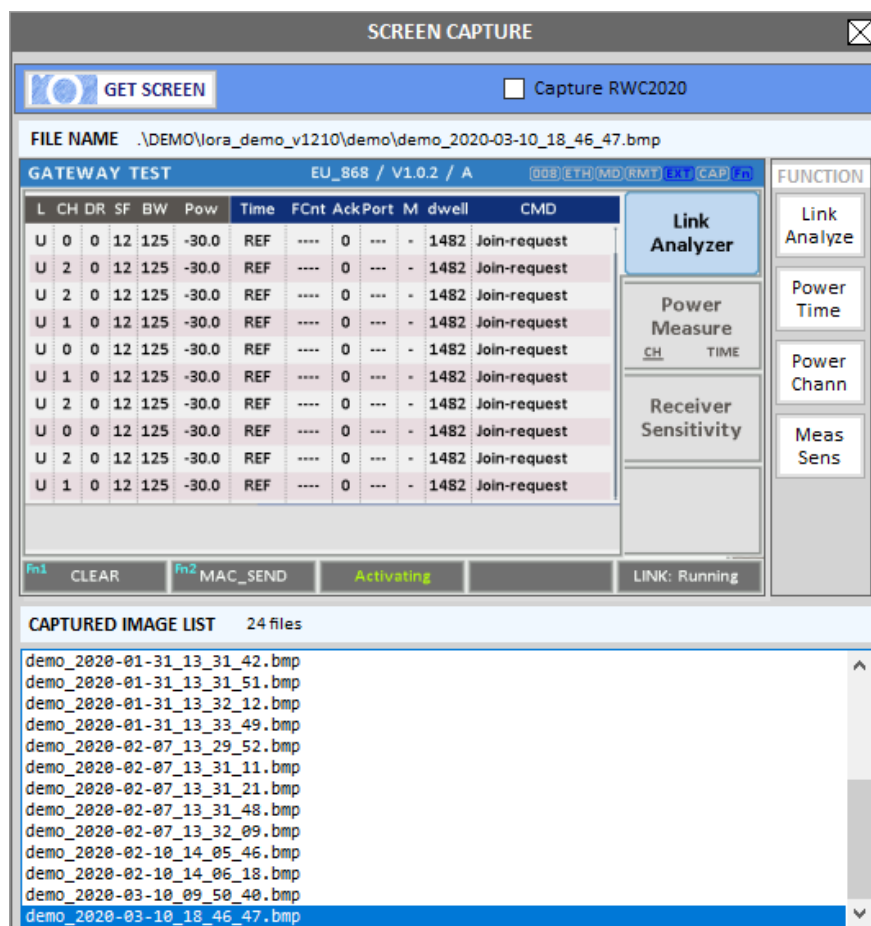 SCREEN CAPTURE
GET SCREEN
Capture RWC2020
FILE NAME .\DEMO\lora_demo_v1210\demo\demo_2020-03-10_18_46_47.bmp
GATEWAY TEST EU_868 / V1.0.2 / A 008 ETH MD RMT EXT CAP Fn
L CH DR SF BW Pow Time FCnt Ack Port M dwell CMD
U 0 0 12 125 -30.0 REF ---- 0 --- - 1482 Join-request
U 2 0 12 125 -30.0 REF ---- 0 --- - 1482 Join-request
U 2 0 12 125 -30.0 REF ---- 0 --- - 1482 Join-request
U 1 0 12 125 -30.0 REF ---- 0 --- - 1482 Join-request
U 0 0 12 125 -30.0 REF ---- 0 --- - 1482 Join-request
U 1 0 12 125 -30.0 REF ---- 0 --- - 1482 Join-request
U 2 0 12 125 -30.0 REF ---- 0 --- - 1482 Join-request
U 0 0 12 125 -30.0 REF ---- 0 --- - 1482 Join-request
U 2 0 12 125 -30.0 REF ---- 0 --- - 1482 Join-request
U 1 0 12 125 -30.0 REF ---- 0 --- - 1482 Join-request
Link
Analyzer
Power
Measure
CH TIME
Receiver
Sensitivity
Fn1 CLEAR Fn2 MAC_SEND Activating LINK: Running
FUNCTION
Link
Analyze
Power
Time
Power
Chann
Meas
Sens
CAPTURED IMAGE LIST 24 files
demo_2020-01-31_13_31_42.bmp
demo_2020-01-31_13_31_51.bmp
demo_2020-01-31_13_32_12.bmp
demo_2020-01-31_13_33_49.bmp
demo_2020-02-07_13_29_52.bmp
demo_2020-02-07_13_31_11.bmp
demo_2020-02-07_13_31_21.bmp
demo_2020-02-07_13_31_48.bmp
demo_2020-02-07_13_32_09.bmp
demo_2020-02-10_14_05_46.bmp
demo_2020-02-10_14_06_18.bmp
demo_2020-03-10_09_50_40.bmp
demo_2020-03-10_18_46_47.bmp